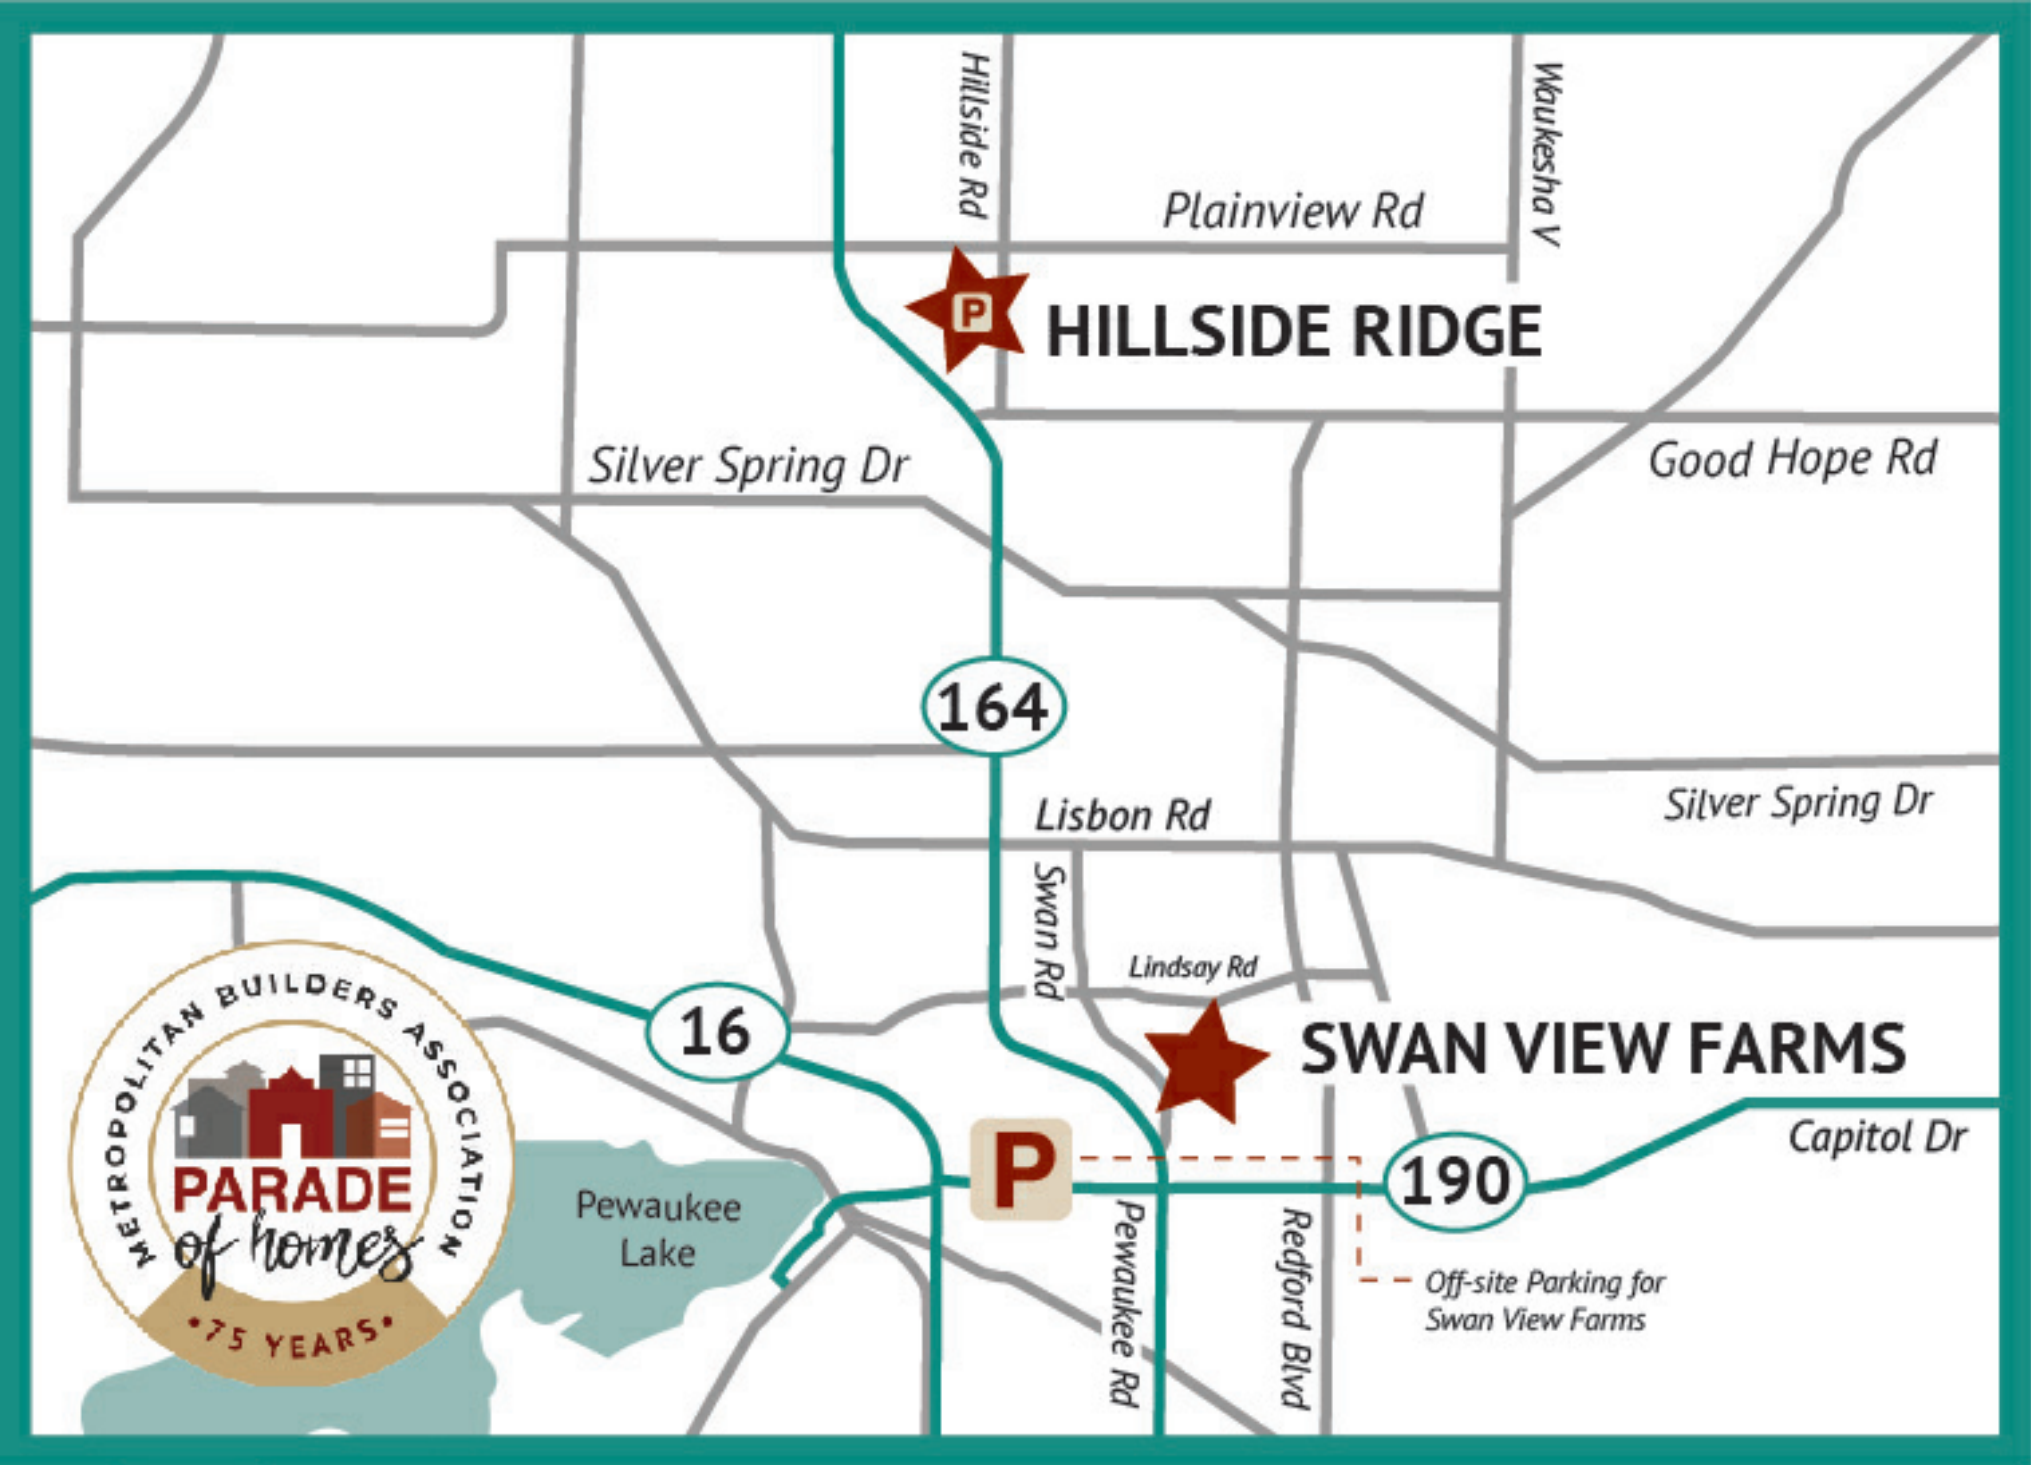 Hillside Rd
Waukesha V
Plainview Rd
P
HILLSIDE RIDGE
Good Hope Rd
Silver Spring Dr
164
Silver Spring Dr
Lisbon Rd
Swan Rd
Lindsay Rd
16
SWAN VIEW FARMS
Capitol Dr
P
190
Pewaukee
Lake
Pewaukee Rd
Redford Blvd
Off-site Parking for
Swan View Farms
METROPOLITAN BUILDERS ASSOCIATION
PARADE
of homes
•75 YEARS•